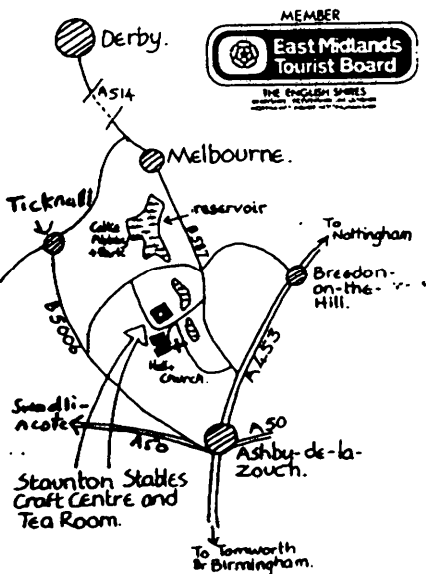 MEMBER
East Midlands
Tourist Board
THE ENGLISH SHIRES
Derby.
A514
Melbourne.
Ticknall
reservoir
Calke
Abbey
+ Park
B587
To
Nottingham
Breedon-
on-the-
Hill.
B5006
A453
Hall +
Church.
Swadli-
ncote
A50
A50
Ashby-de-la-
Zouch.
Staunton Stables
Craft Centre and
Tea Room.
To Tamworth
& Birmingham.